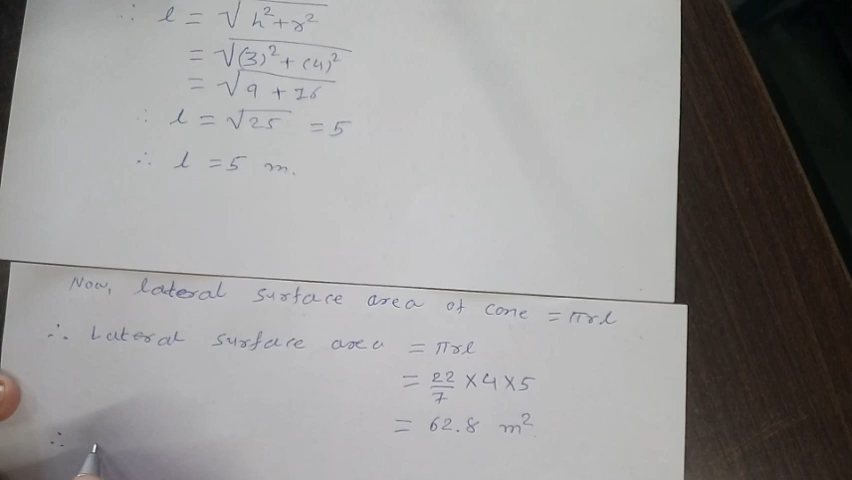 ∴ l = √h²+r²
= √(3)²+(4)²
= √9 + 16
∴ l = √25 = 5
∴ l = 5 m.
Now, lateral surface area of cone = πrl
∴ Lateral surface area = πrl
= 22/7 × 4 × 5
= 62.8 m²
∴